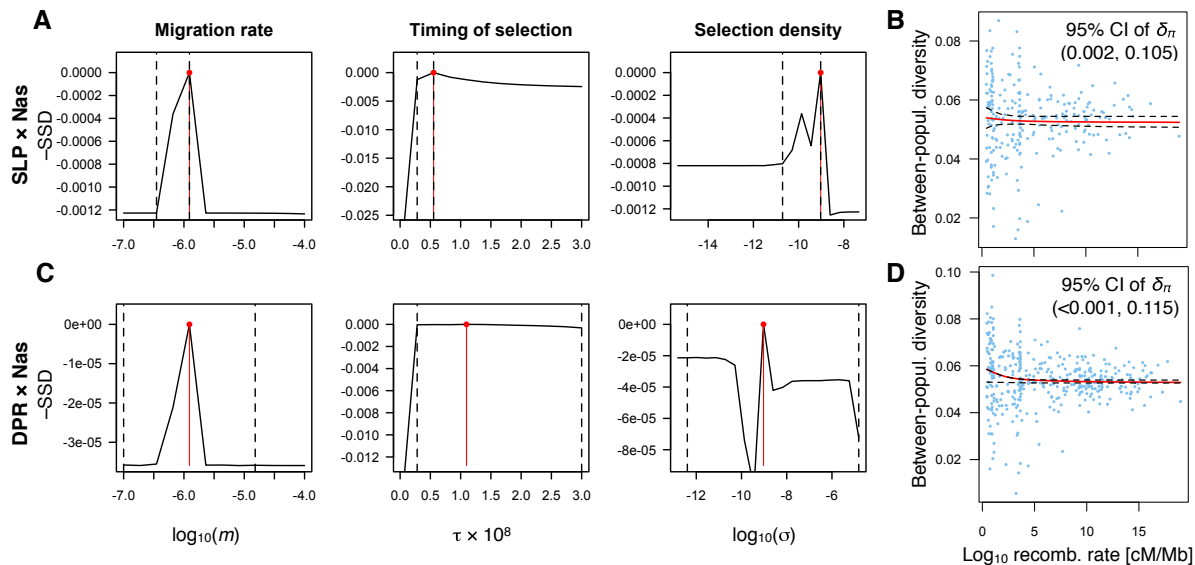 A
Migration rate
Timing of selection
Selection density
B
SLP × Nas
–SSD
0.0000
-0.0002
-0.0004
-0.0006
-0.0008
-0.0010
-0.0012
-7.0 -6.0 -5.0 -4.0
0.000
-0.005
-0.010
-0.015
-0.020
-0.025
0.0 0.5 1.0 1.5 2.0 2.5 3.0
0.0000
-0.0002
-0.0004
-0.0006
-0.0008
-0.0010
-0.0012
-14 -12 -10 -8
Between-popul. diversity
0.08
0.06
0.04
0.02
95% CI of δπ
(0.002, 0.105)
C
DPR × Nas
–SSD
0e+00
-1e-05
-2e-05
-3e-05
-7.0 -6.0 -5.0 -4.0
log₁₀(m)
0.000
-0.002
-0.004
-0.006
-0.008
-0.010
-0.012
0.0 0.5 1.0 1.5 2.0 2.5 3.0
τ × 10⁸
0e+00
-2e-05
-4e-05
-6e-05
-8e-05
-12 -10 -8 -6
log₁₀(σ)
D
Between-popul. diversity
0.10
0.08
0.06
0.04
0.02
95% CI of δπ
(<0.001, 0.115)
0 5 10 15
Log₁₀ recomb. rate [cM/Mb]